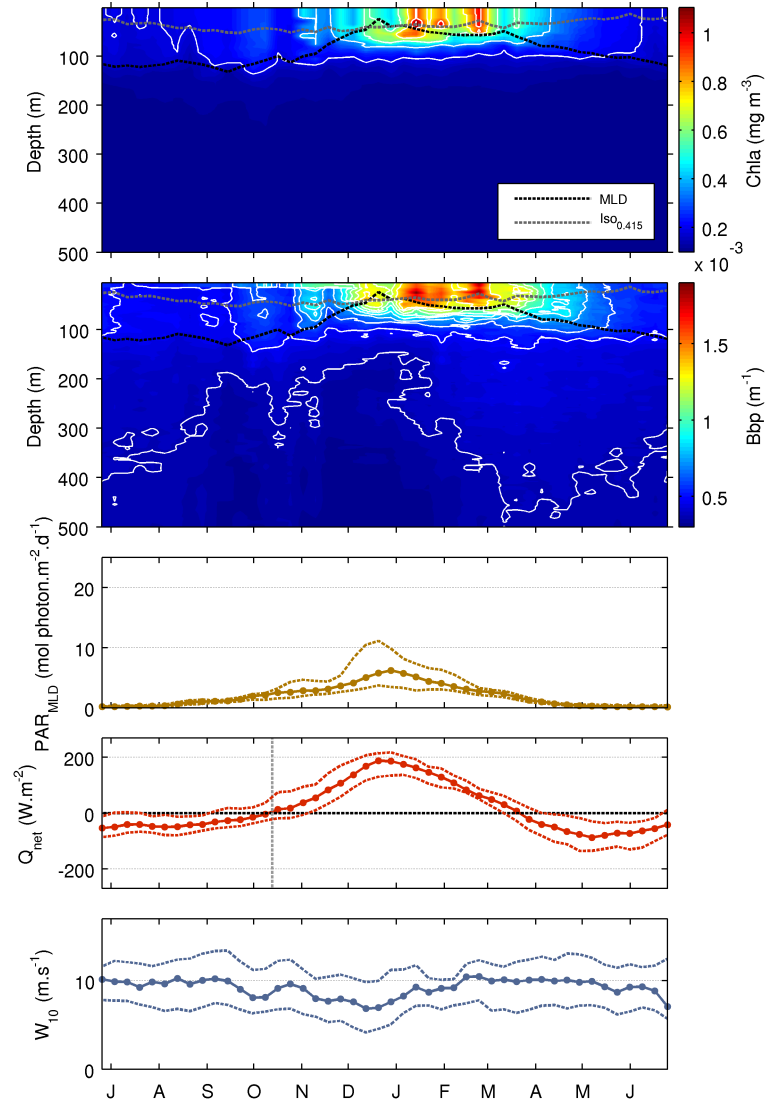 100
200
300
400
500
Depth (m)
MLD
Iso0.415
1
0.8
0.6
0.4
0.2
Chla (mg m-3)
x 10-3
100
200
300
400
500
Depth (m)
1.5
1
0.5
Bbp (m-1)
20
10
0
PARMLD (mol photon.m-2.d-1)
200
0
-200
Qnet (W.m-2)
10
0
W10 (m.s-1)
J A S O N D J F M A M J